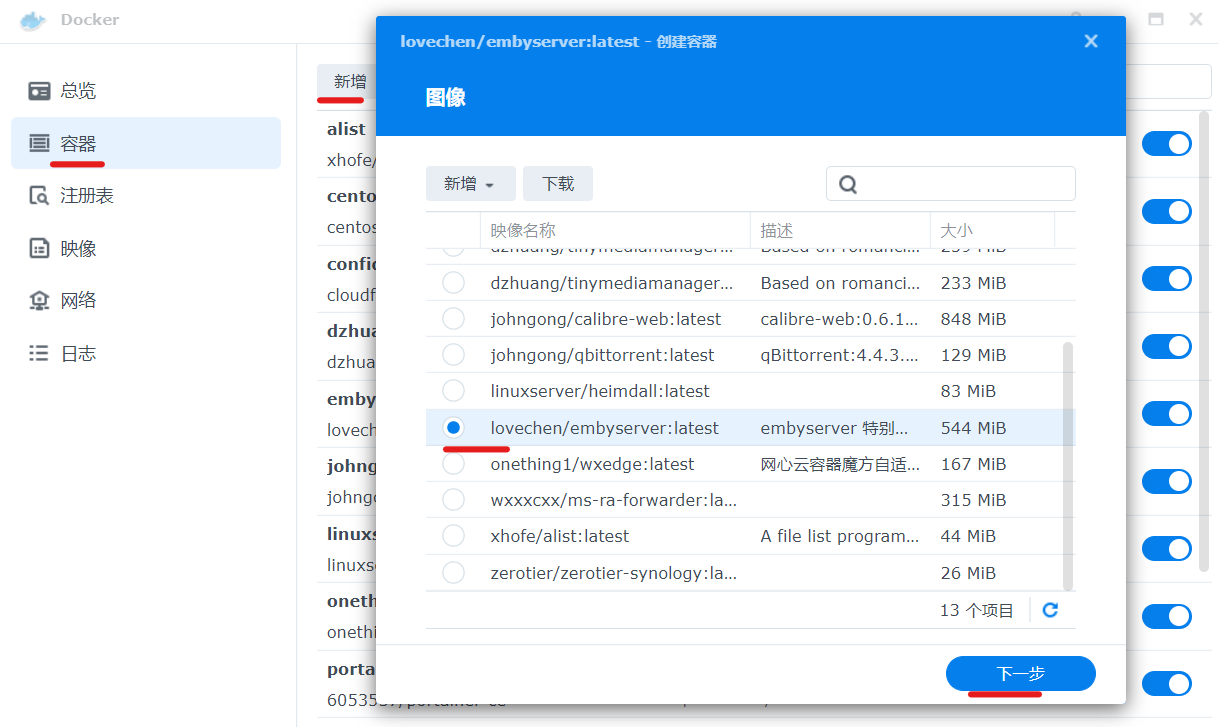 Docker
总览
容器
注册表
映像
网络
日志
新增
alist
xhofe/
cento
centos
confic
cloudf
dzhua
dzhua
emby
lovech
johng
johngo
linuxs
linuxse
oneth
onethi
porta
lovechen/embyserver:latest - 创建容器
图像
新增
下载
映像名称 描述 大小
dzhuang/tinymediamanager... Based on romanci... 239 MiB
dzhuang/tinymediamanager... Based on romanci... 233 MiB
johngong/calibre-web:latest calibre-web:0.6.1... 848 MiB
johngong/qbittorrent:latest qBittorrent:4.4.3.... 129 MiB
linuxserver/heimdall:latest 83 MiB
lovechen/embyserver:latest embyserver 特别... 544 MiB
onething1/wxedge:latest 网心云容器魔方自适... 167 MiB
wxxxcxx/ms-ra-forwarder:la... 315 MiB
xhofe/alist:latest A file list program... 44 MiB
zerotier/zerotier-synology:la... 26 MiB
13 个项目
下一步